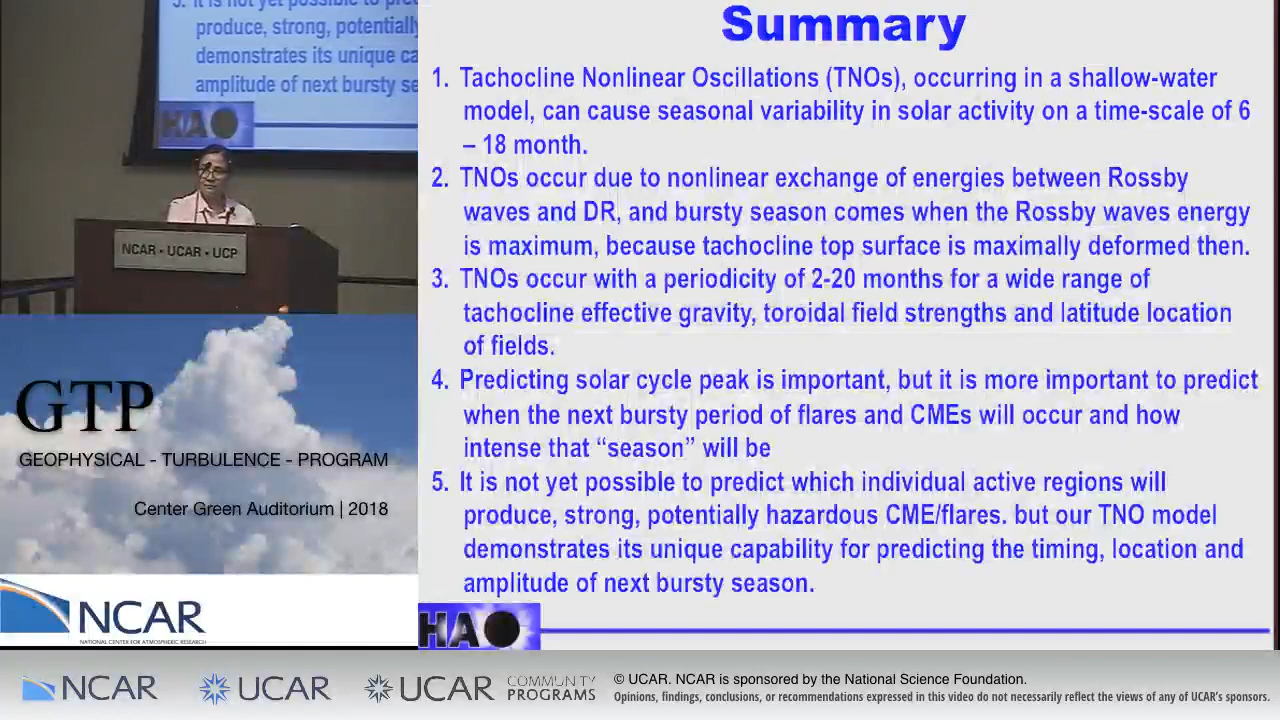 5. It is not yet possible to
produce, strong, potentially
demonstrates its unique ca
amplitude of next bursty se
HAO
NCAR • UCAR • UCP
GTP
GEOPHYSICAL - TURBULENCE - PROGRAM
Center Green Auditorium | 2018
NCAR
NATIONAL CENTER FOR ATMOSPHERIC RESEARCH
Summary
1. Tachocline Nonlinear Oscillations (TNOs), occurring in a shallow-water
model, can cause seasonal variability in solar activity on a time-scale of 6
– 18 month.
2. TNOs occur due to nonlinear exchange of energies between Rossby
waves and DR, and bursty season comes when the Rossby waves energy
is maximum, because tachocline top surface is maximally deformed then.
3. TNOs occur with a periodicity of 2-20 months for a wide range of
tachocline effective gravity, toroidal field strengths and latitude location
of fields.
4. Predicting solar cycle peak is important, but it is more important to predict
when the next bursty period of flares and CMEs will occur and how
intense that “season” will be
5. It is not yet possible to predict which individual active regions will
produce, strong, potentially hazardous CME/flares. but our TNO model
demonstrates its unique capability for predicting the timing, location and
amplitude of next bursty season.
HAO
NCAR
UCAR
UCAR
COMMUNITY
PROGRAMS
© UCAR. NCAR is sponsored by the National Science Foundation.
Opinions, findings, conclusions, or recommendations expressed in this video do not necessarily reflect the views of any of UCAR's sponsors.